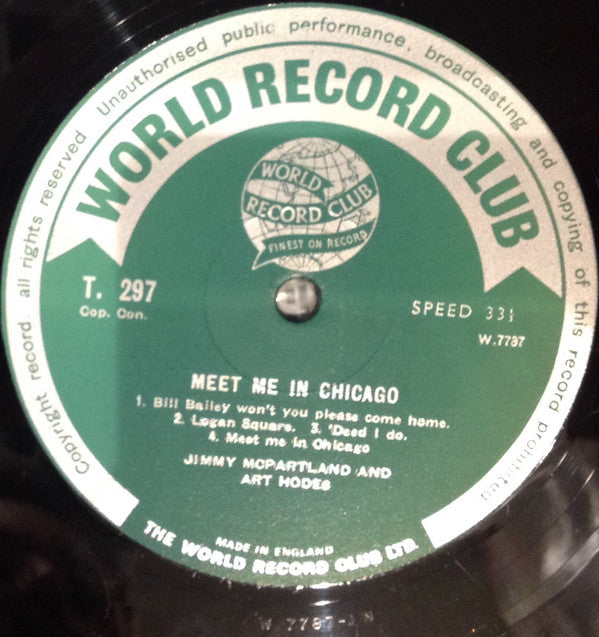 Copyright record. all rights reserved Unauthorised public performance, broadcasting and copying of this record prohibited
WORLD RECORD CLUB
WORLD
RECORD CLUB
FINEST ON RECORD
T. 297
Cop. Con.
SPEED 33⅓
W.7787
MEET ME IN CHICAGO
1. Bill Bailey won't you please come home.
2. Logan Square. 3. 'Deed I do.
4. Meet me in Chicago
JIMMY McPARTLAND AND
ART HODES
MADE IN ENGLAND
THE WORLD RECORD CLUB LTD.